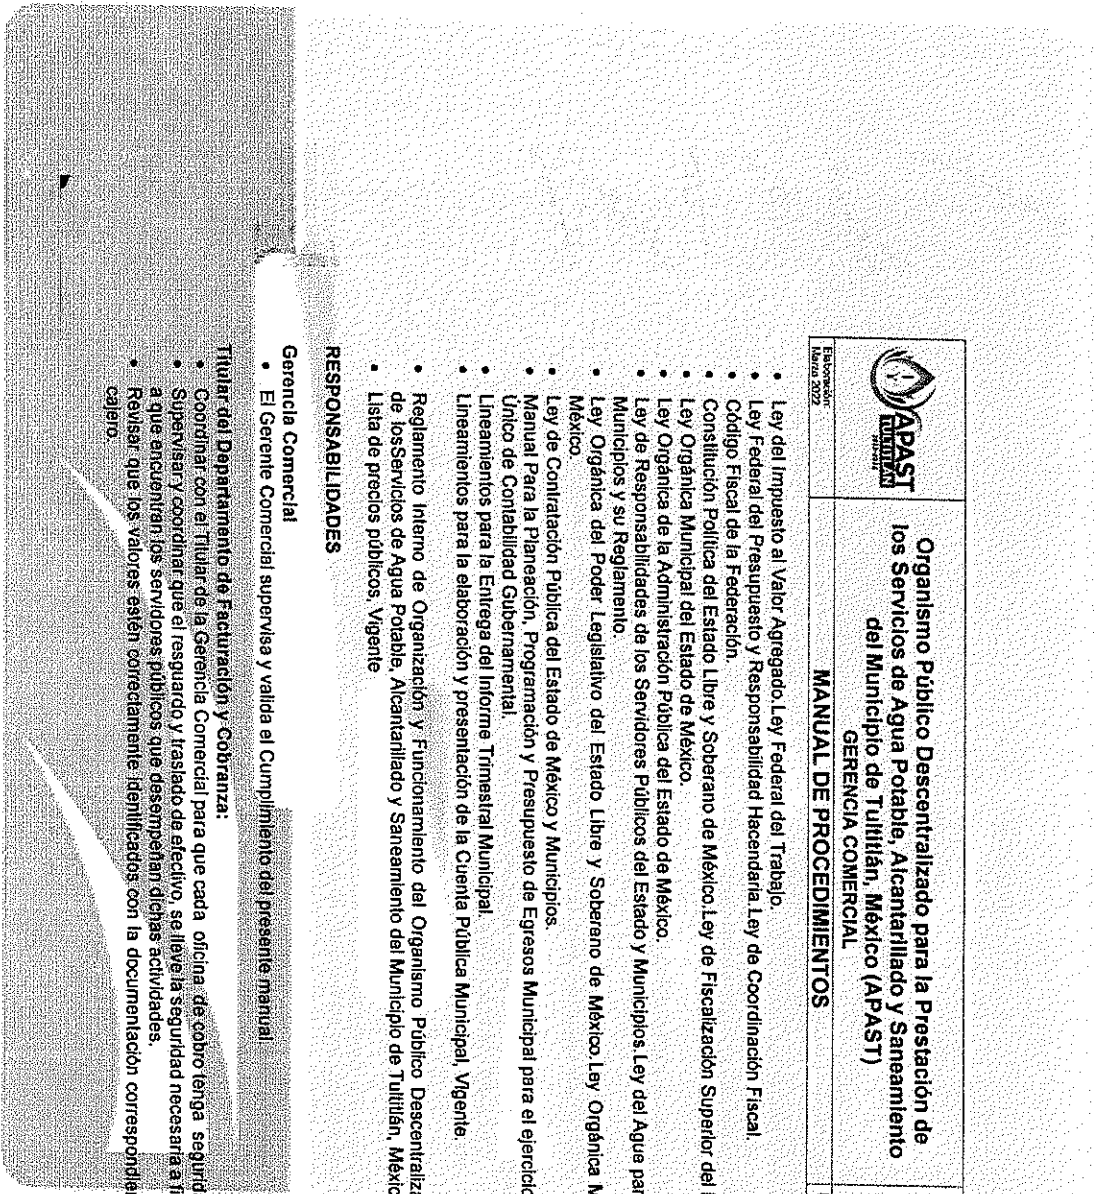 APAST
TULTITLÁN
Organismo Público Descentralizado para la Prestación de
los Servicios de Agua Potable, Alcantarillado y Saneamiento
del Municipio de Tultitlán, México (APAST)
GERENCIA COMERCIAL
Elaboración:
Marzo 2022
MANUAL DE PROCEDIMIENTOS
• Ley del Impuesto al Valor Agregado.Ley Federal del Trabajo.
• Ley Federal del Presupuesto y Responsabilidad Hacendaria Ley de Coordinación Fiscal.
• Código Fiscal de la Federación.
• Constitución Política del Estado Libre y Soberano de México.Ley de Fiscalización Superior del
• Ley Orgánica Municipal del Estado de México.
• Ley Orgánica de la Administración Pública del Estado de México.
• Ley de Responsabilidades de los Servidores Públicos del Estado y Municipios.Ley del Agua par
Municipios y su Reglamento.
• Ley Orgánica del Poder Legislativo del Estado Libre y Sobereno de México.Ley Orgánica M
México.
• Ley de Contratación Pública del Estado de México y Municipios.
• Manual Para la Planeación, Programación y Presupuesto de Egresos Municipal para el ejercicio
Único de Contabilidad Gubernamental.
• Lineamientos para la Entrega del Informe Trimestral Municipal.
• Lineamientos para la elaboración y presentación de la Cuenta Pública Municipal, Vigente.
• Reglamento Interno de Organización y Funcionamiento del Organismo Público Descentraliza
de losServicios de Agua Potable, Alcantarillado y Saneamiento del Municipio de Tultitlán, Méxic
• Lista de precios públicos, Vigente
RESPONSABILIDADES
Gerencia Comercial
• El Gerente Comercial supervisa y valida el Cumplimiento del presente manual
Titular del Departamento de Facturación y Cobranza:
• Coordinar con el Titular de la Gerencia Comercial para que cada oficina de cobro tenga segurid
• Supervisar y coordinar que el resguardo y traslado de efectivo, se lleve la seguridad necesaria a fi
a que encuentran los servidores públicos que desempeñan dichas actividades.
• Revisar que los valores estén correctamente identificados con la documentación correspondie
cajero.